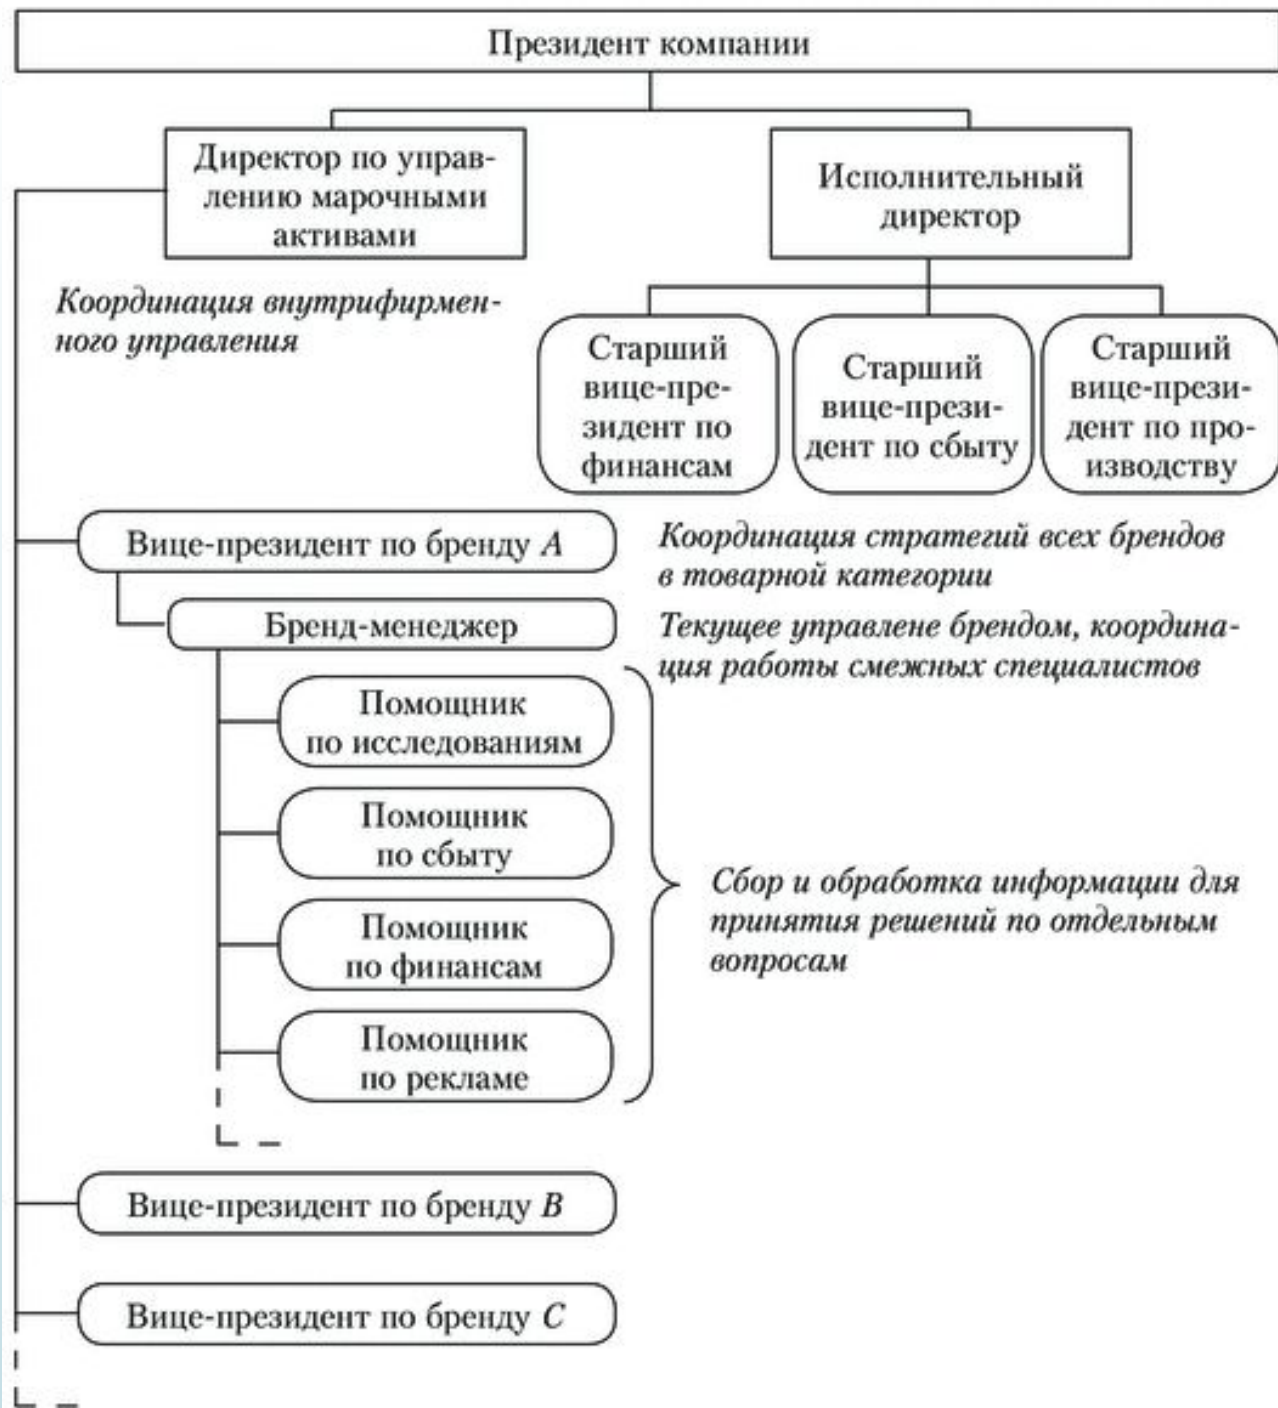 Президент компании
Директор по управ-
лению марочными
активами
Исполнительный
директор
Координация внутрифирмен-
ного управления
Старший
вице-пре-
зидент по
финансам
Старший
вице-прези-
дент по сбыту
Старший
вице-прези-
дент по про-
изводству
Вице-президент по бренду A
Координация стратегий всех брендов
в товарной категории
Бренд-менеджер
Текущее управлене брендом, координа-
ция работы смежных специалистов
Помощник
по исследованиям
Помощник
по сбыту
Помощник
по финансам
Помощник
по рекламе
Сбор и обработка информации для
принятия решений по отдельным
вопросам
Вице-президент по бренду B
Вице-президент по бренду C